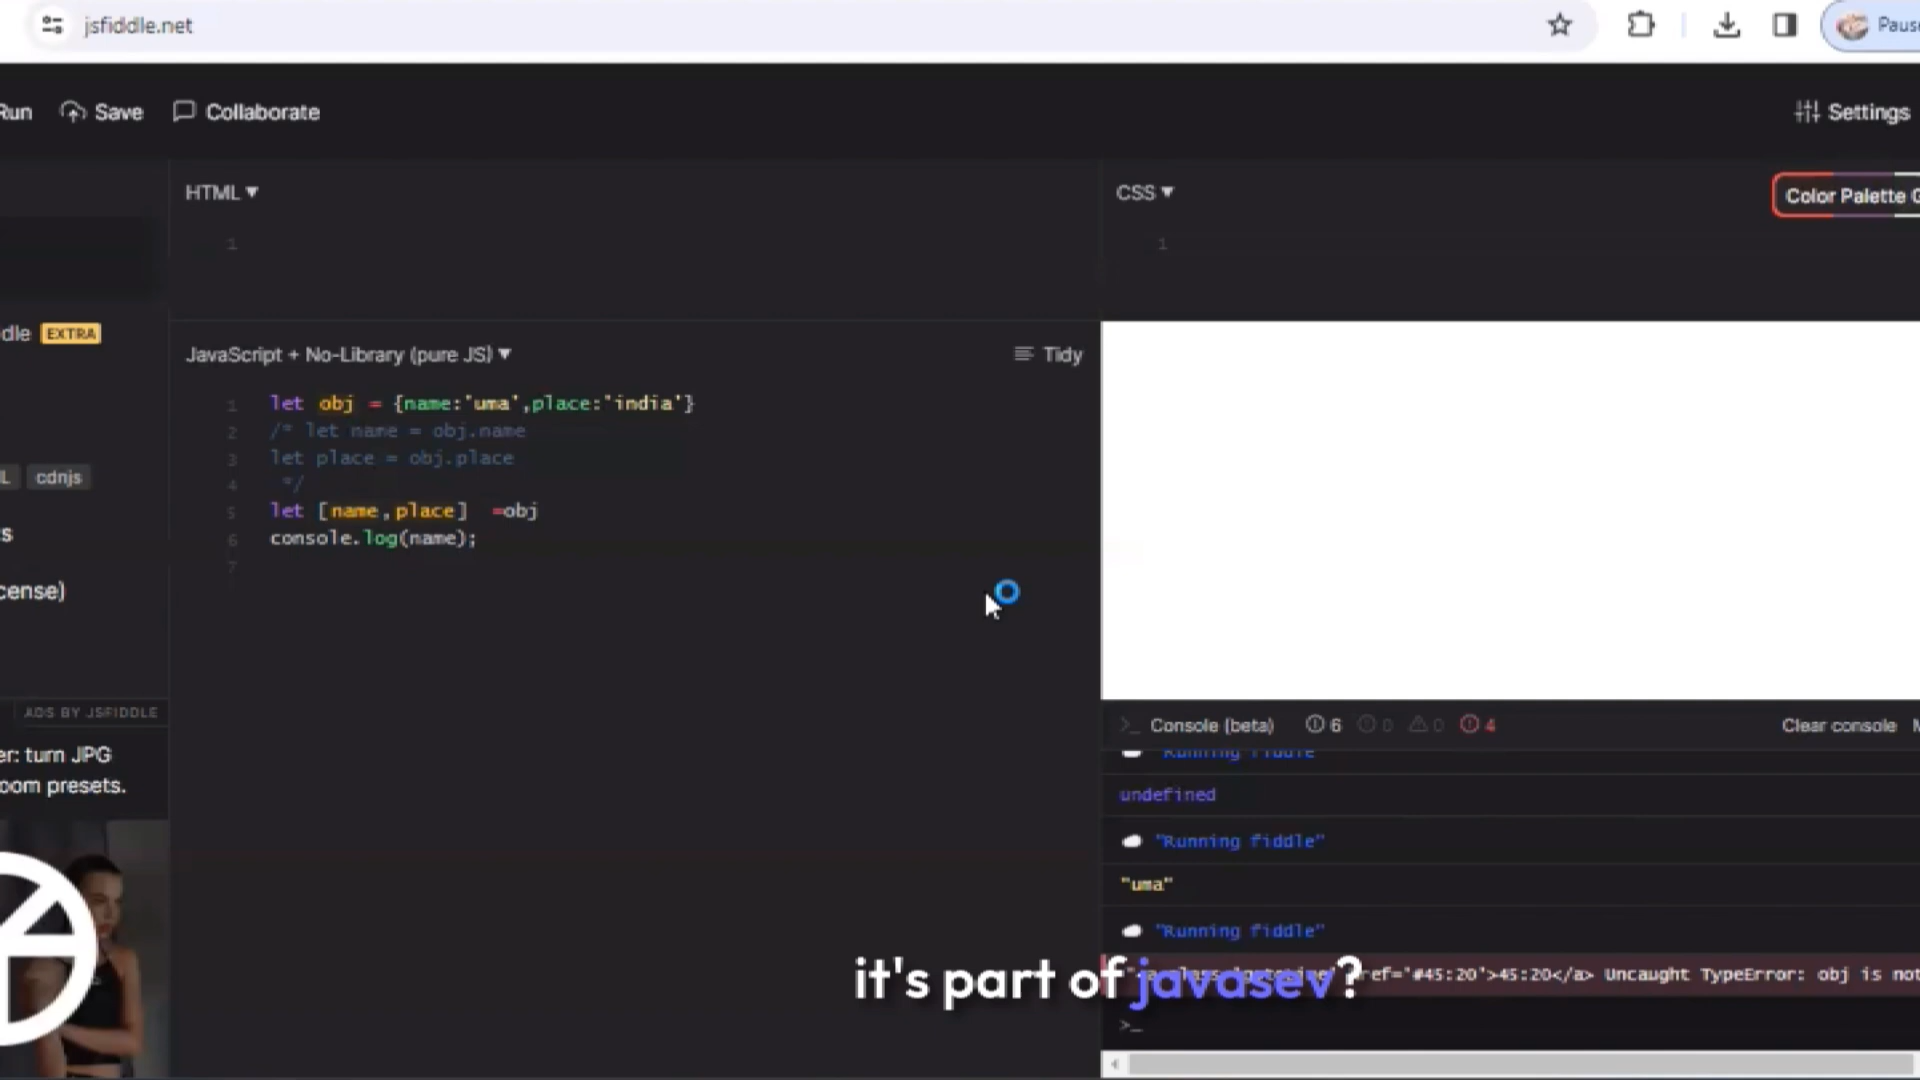 jsfiddle.net
Paus
Run
Save
Collaborate
Settings
HTML
CSS
Color Palette G
1
1
dle EXTRA
JavaScript + No-Library (pure JS)
Tidy
1 let obj = {name:'uma',place:'india'}
2 /* let name = obj.name
3 let place = obj.place
4 */
5 let [name,place] =obj
6 console.log(name);
7
L
cdnjs
s
cense)
ADS BY JSFIDDLE
er: turn JPG
oom presets.
>_ Console (beta) 6 0 0 4
Clear console
M
"Running fiddle"
undefined
"Running fiddle"
"uma"
"Running fiddle"
ref='#45:20'>45:20</a> Uncaught TypeError: obj is not
it's part of javasev?
>_